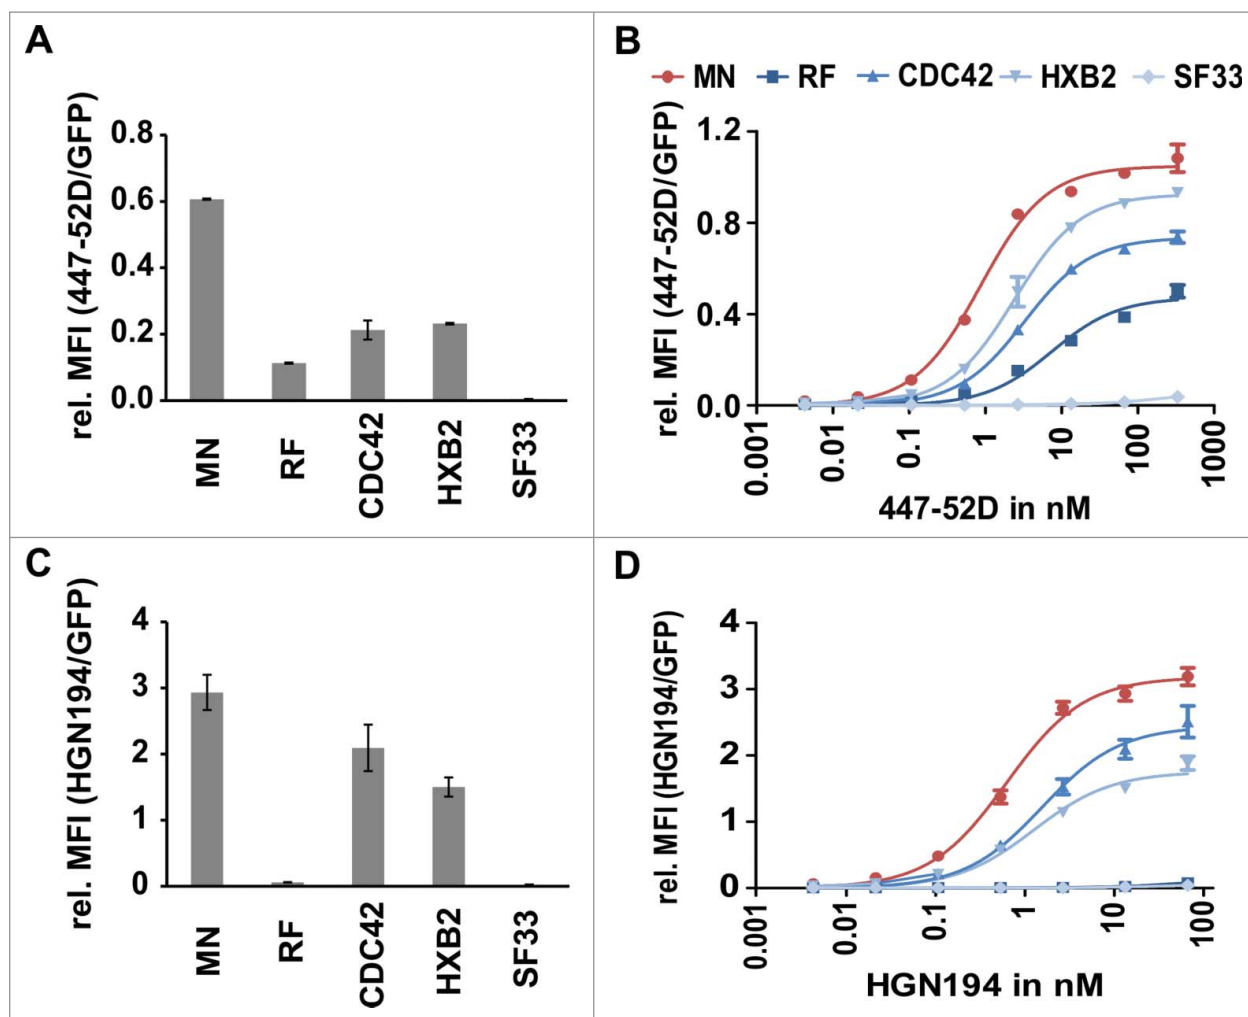 A
rel. MFI (447-52D/GFP)
0.8
0.6
0.4
0.2
0.0
MN
RF
CDC42
HXB2
SF33
B
MN RF CDC42 HXB2 SF33
rel. MFI (447-52D/GFP)
1.2
0.8
0.4
0.0
0.001
0.01
0.1
1
10
100
1000
447-52D in nM
C
rel. MFI (HGN194/GFP)
4
3
2
1
0
MN
RF
CDC42
HXB2
SF33
D
rel. MFI (HGN194/GFP)
4
3
2
1
0
0.001
0.01
0.1
1
10
100
HGN194 in nM